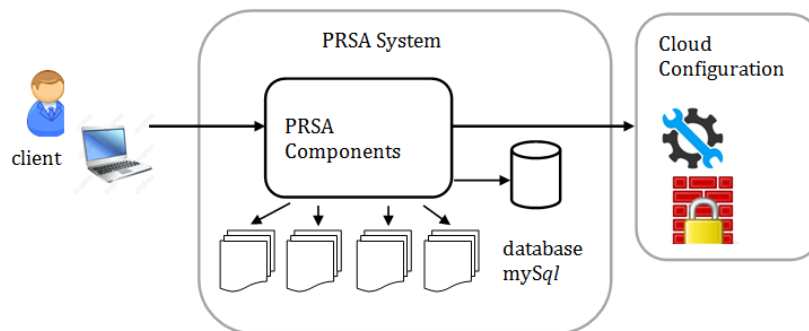 PRSA System
Cloud
Configuration
PRSA
Components
client
database
mySql